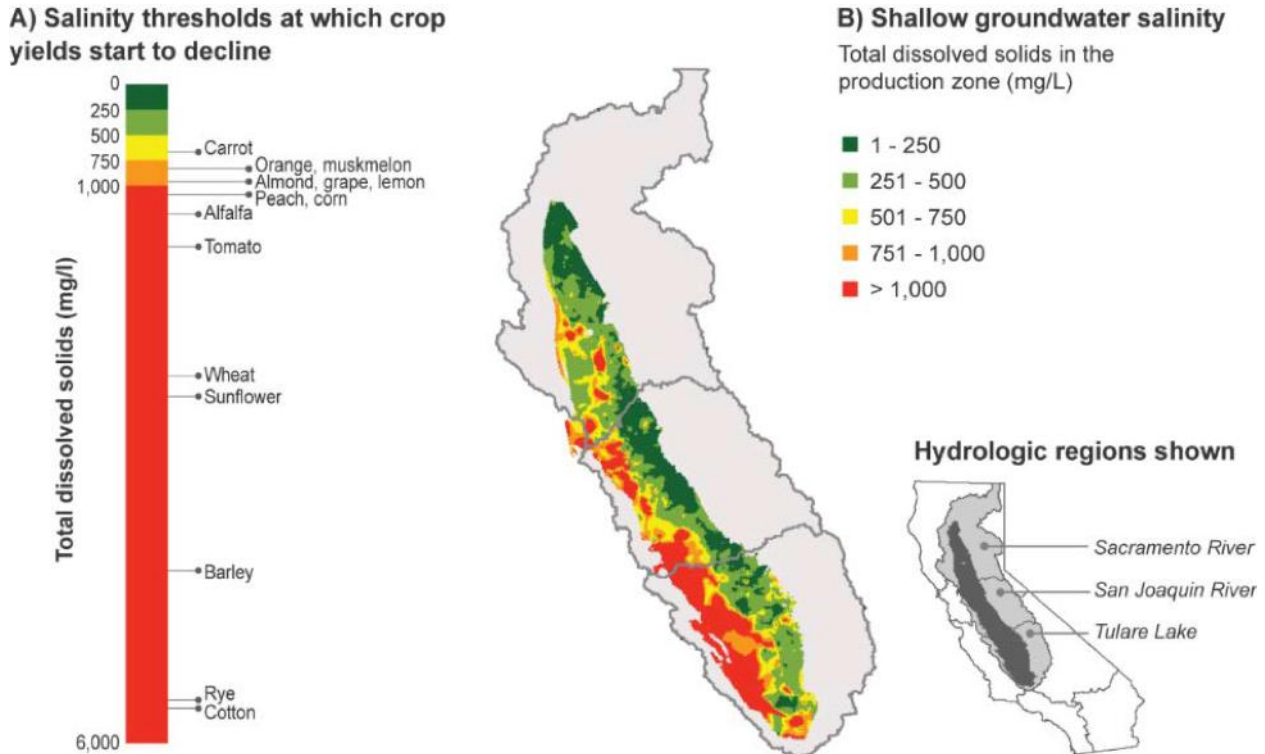 A) Salinity thresholds at which crop
yields start to decline
0
250
500
750
1,000
6,000
Total dissolved solids (mg/l)
Carrot
Orange, muskmelon
Almond, grape, lemon
Peach, corn
Alfalfa
Tomato
Wheat
Sunflower
Barley
Rye
Cotton
B) Shallow groundwater salinity
Total dissolved solids in the
production zone (mg/L)
1 - 250
251 - 500
501 - 750
751 - 1,000
> 1,000
Hydrologic regions shown
Sacramento River
San Joaquin River
Tulare Lake